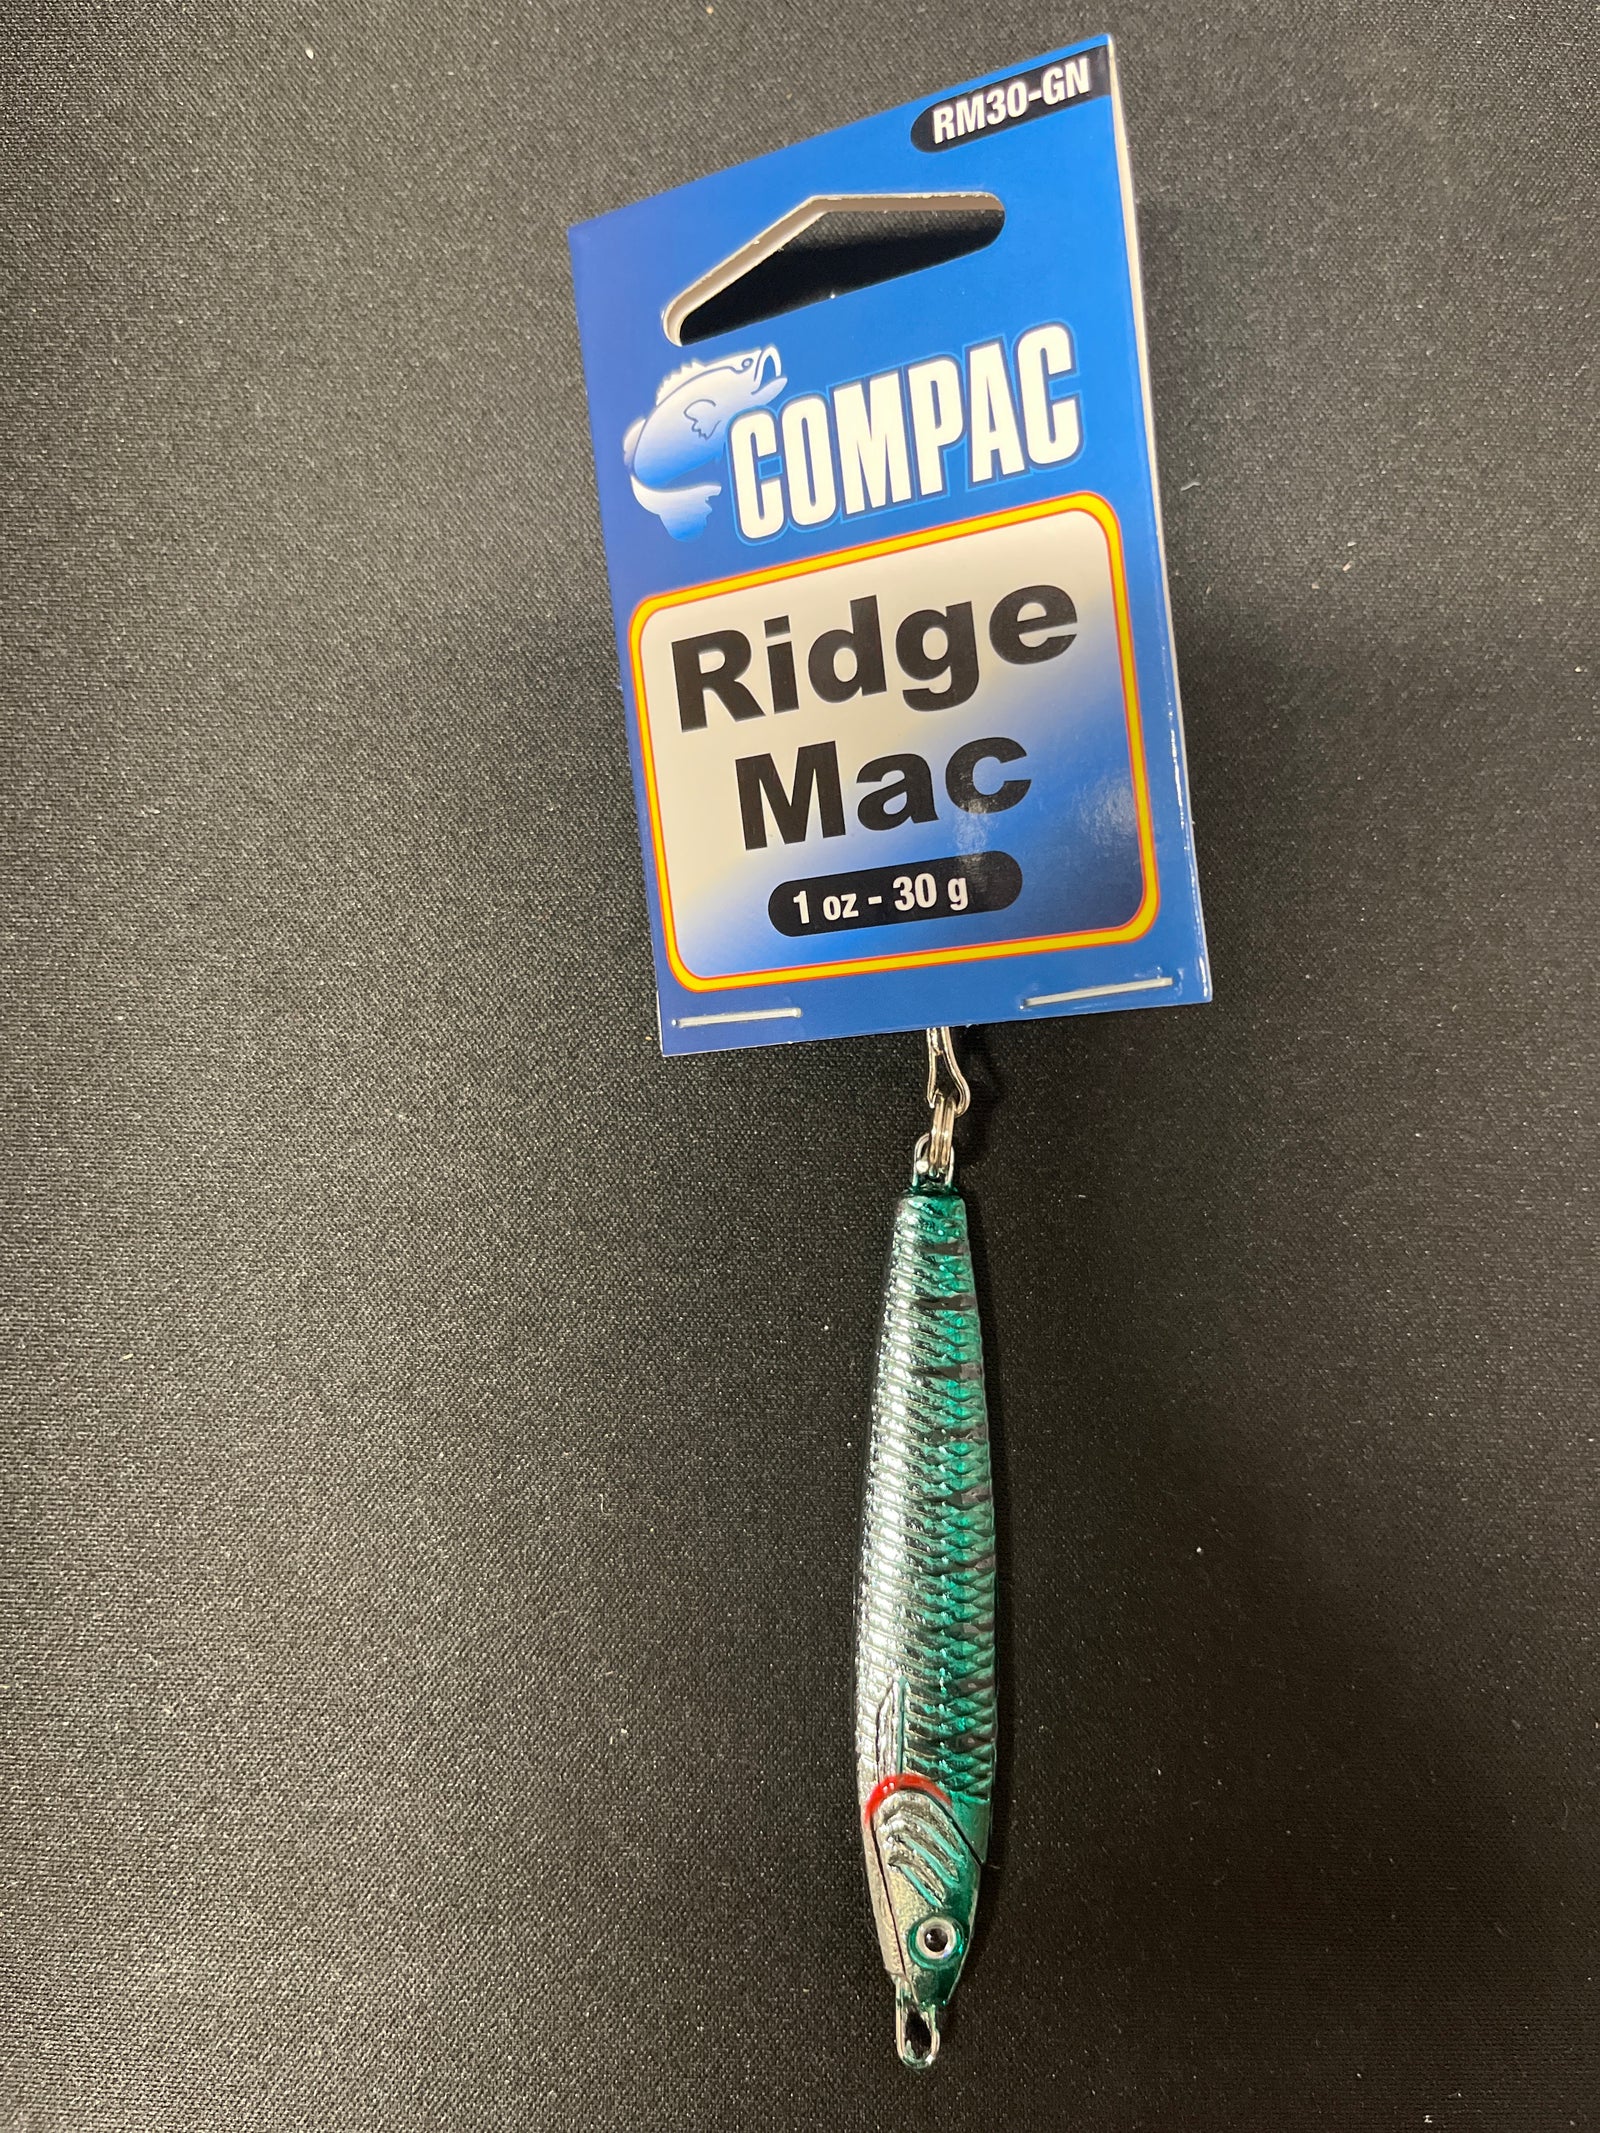 RM30-GN
COMPAC
Ridge
Mac
1 oz - 30 g